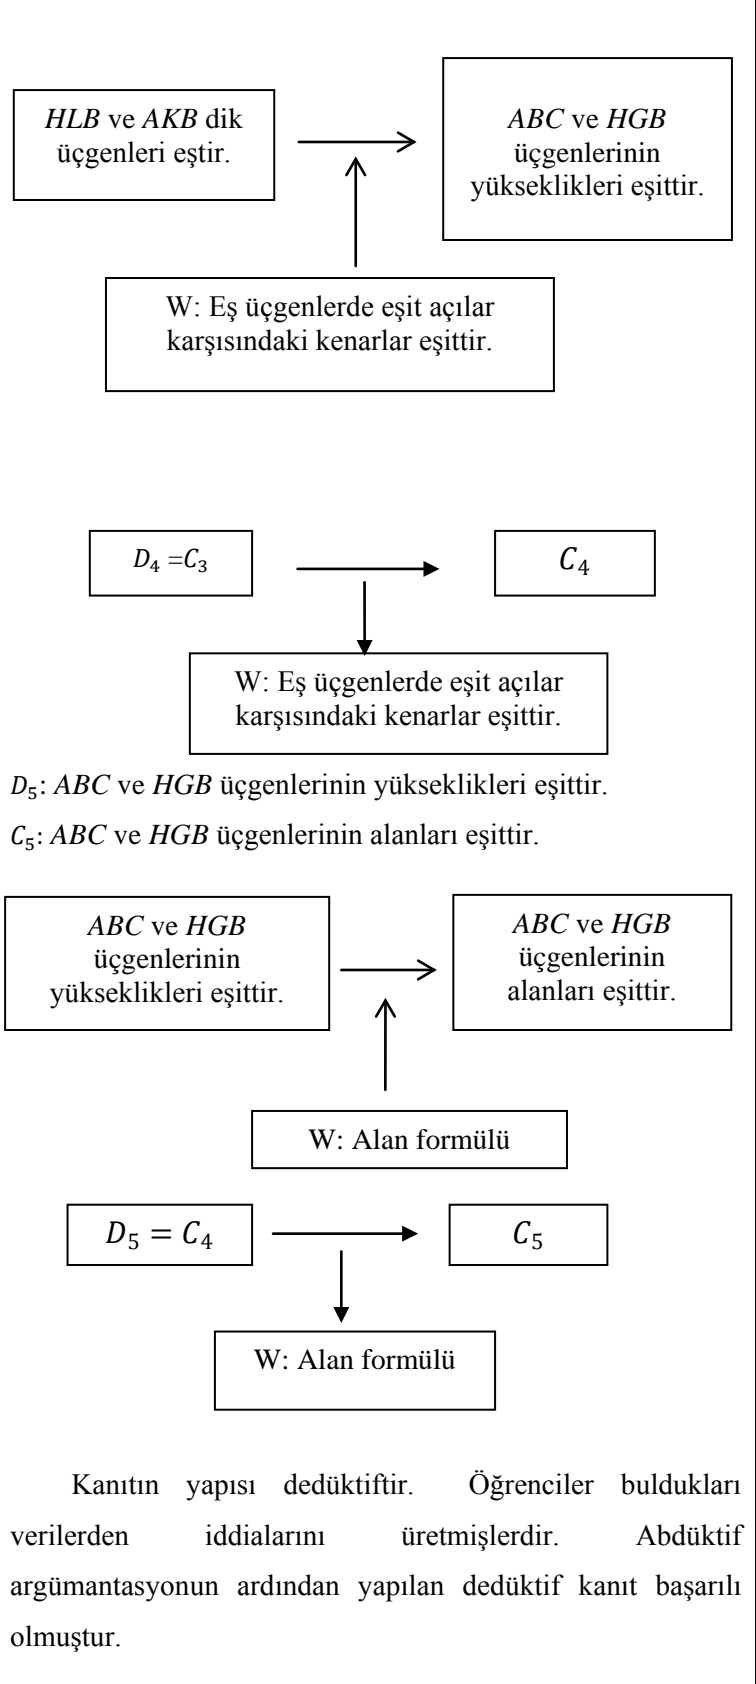 HLB ve AKB dik
üçgenleri eştir.
ABC ve HGB
üçgenlerinin
yükseklikleri eşittir.
W: Eş üçgenlerde eşit açılar
karşısındaki kenarlar eşittir.
D₄ =C₃
C₄
W: Eş üçgenlerde eşit açılar
karşısındaki kenarlar eşittir.
D₅: ABC ve HGB üçgenlerinin yükseklikleri eşittir.
C₅: ABC ve HGB üçgenlerinin alanları eşittir.
ABC ve HGB
üçgenlerinin
yükseklikleri eşittir.
ABC ve HGB
üçgenlerinin
alanları eşittir.
W: Alan formülü
D₅ = C₄
C₅
W: Alan formülü
Kanıtın yapısı dedüktiftir. Öğrenciler buldukları
verilerden iddialarını üretmişlerdir. Abdüktif
argümantasyonun ardından yapılan dedüktif kanıt başarılı
olmuştur.